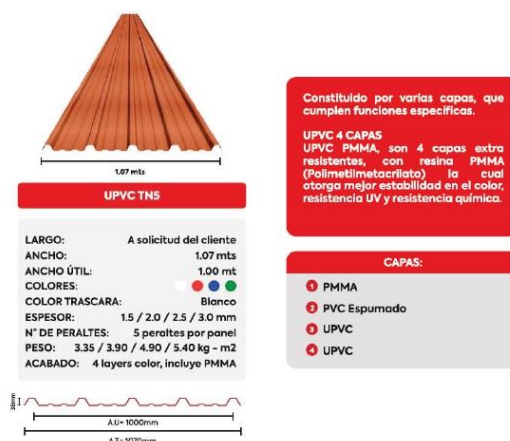 1.07 mts
UPVC TN5
LARGO: A solicitud del cliente
ANCHO: 1.07 mts
ANCHO ÚTIL: 1.00 mt
COLORES:
COLOR TRASCARA: Blanco
ESPESOR: 1.5 / 2.0 / 2.5 / 3.0 mm
N° DE PERALTES: 5 peraltes por panel
PESO: 3.35 / 3.90 / 4.90 / 5.40 kg - m2
ACABADO: 4 layers color, incluye PMMA
A.U= 1000mm
A.T= 1070mm
Constituido por varias capas, que
cumplen funciones específicas.
UPVC 4 CAPAS
UPVC PMMA, son 4 capas extra
resistentes, con resina PMMA
(Polimetilmetacrilato) la cual
otorga mejor estabilidad en el color,
resistencia UV y resistencia química.
CAPAS:
1 PMMA
2 PVC Espumado
3 UPVC
4 UPVC